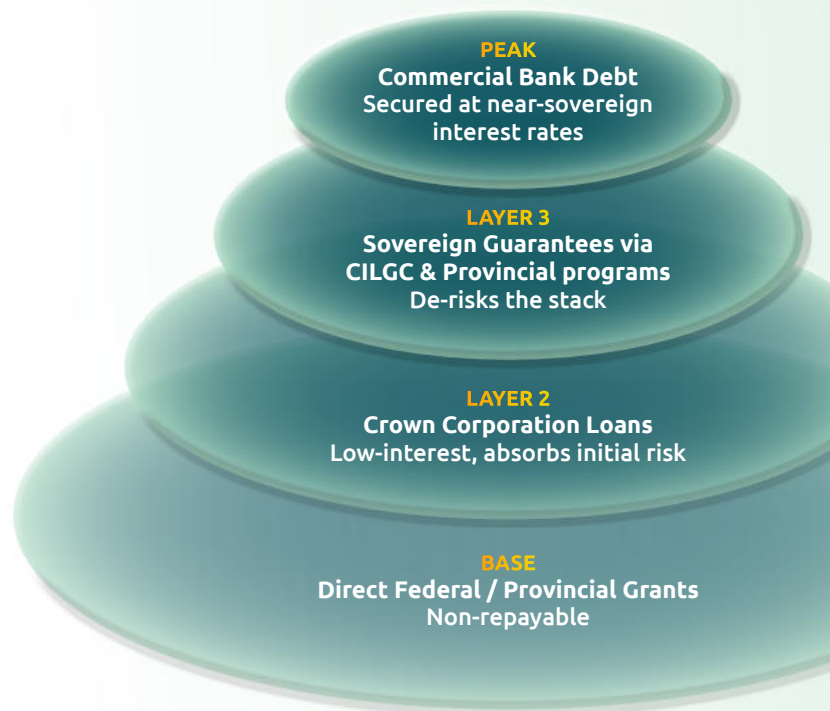 PEAK
Commercial Bank Debt
Secured at near-sovereign
interest rates
LAYER 3
Sovereign Guarantees via
CILGC & Provincial programs
De-risks the stack
LAYER 2
Crown Corporation Loans
Low-interest, absorbs initial risk
BASE
Direct Federal / Provincial Grants
Non-repayable